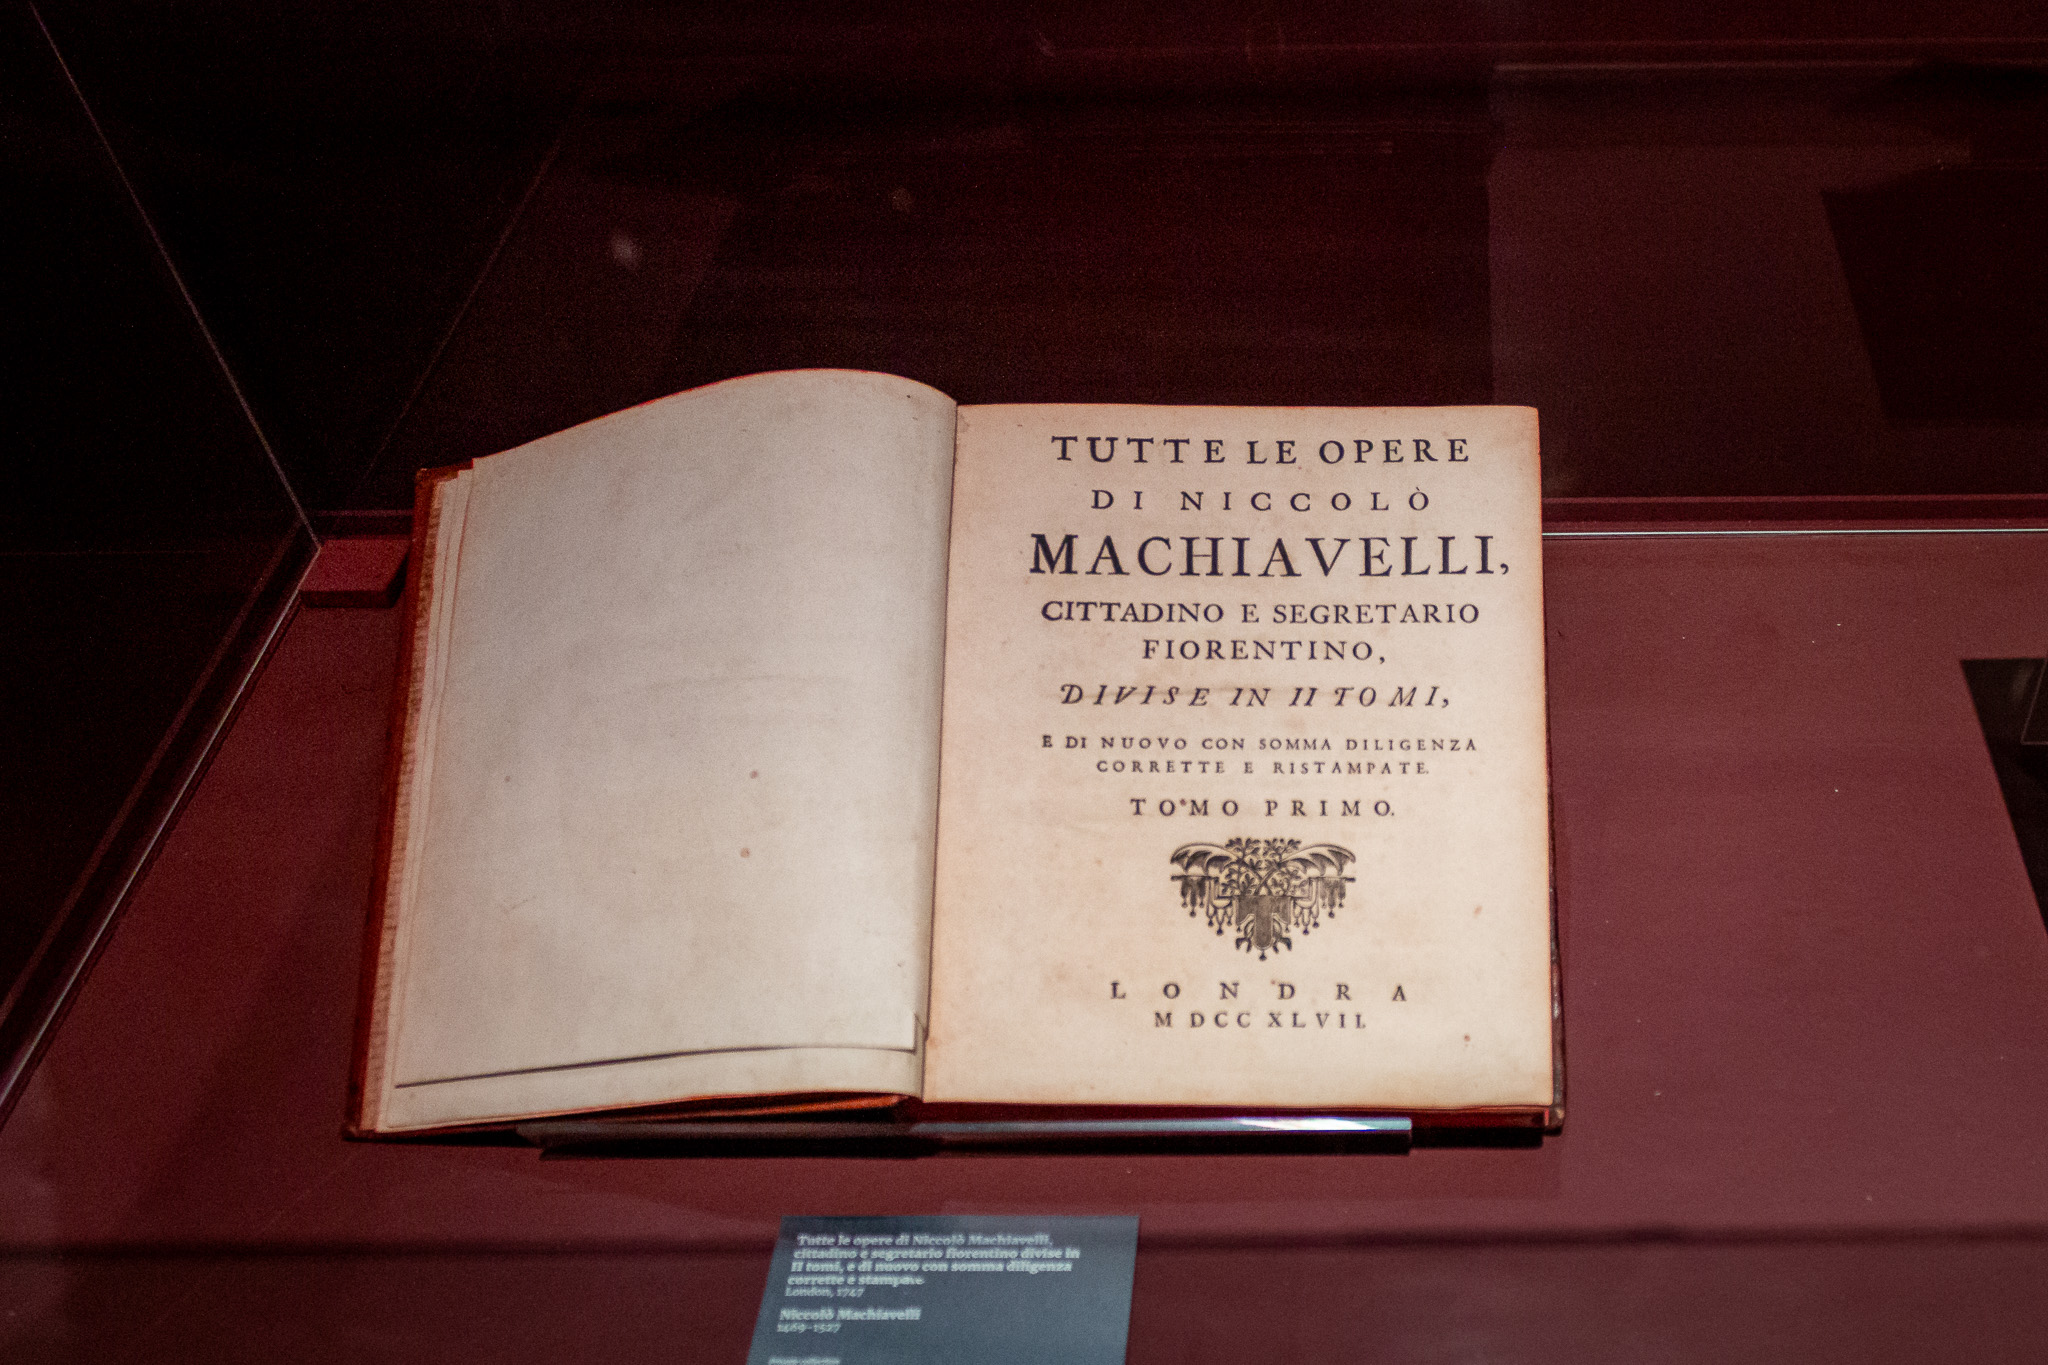 TUTTE LE OPERE
DI NICCOLÒ
MACHIAVELLI,
CITTADINO E SEGRETARIO
FIORENTINO,
DIVISE IN II TOMI,
E DI NUOVO CON SOMMA DILIGENZA
CORRETTE E RISTAMPATE.
TOMO PRIMO.
LONDRA
MDCCXLVII.
Tutte le opere di Niccolò Machiavelli,
cittadino e segretario fiorentino divise in
II tomi, e di nuovo con somma diligenza
corrette e stampate
London, 1747
Niccolò Machiavelli
1469–1527